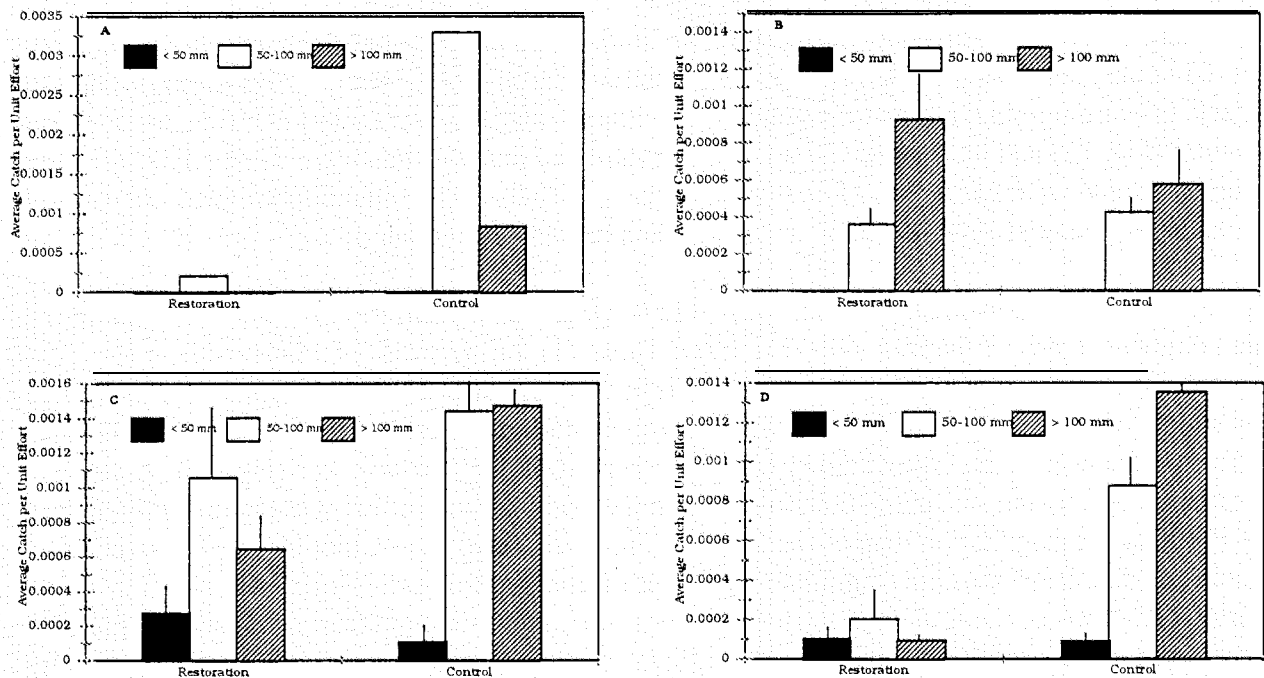 A
< 50 mm 50-100 mm > 100 mm
Average Catch per Unit Effort
0.0035
0.003
0.0025
0.002
0.0015
0.001
0.0005
0
Restoration Control
B
< 50 mm 50-100 mm > 100 mm
Average Catch per Unit Effort
0.0014
0.0012
0.001
0.0008
0.0006
0.0004
0.0002
0
Restoration Control
C
< 50 mm 50-100 mm > 100 mm
Average Catch per Unit Effort
0.0016
0.0014
0.0012
0.001
0.0008
0.0006
0.0004
0.0002
0
Restoration Control
D
< 50 mm 50-100 mm > 100 mm
Average Catch per Unit Effort
0.0014
0.0012
0.001
0.0008
0.0006
0.0004
0.0002
0
Restoration Control